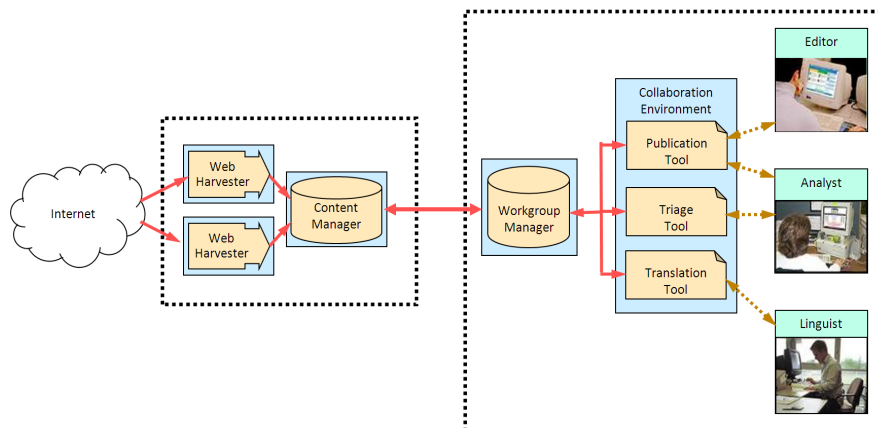 Internet
Web
Harvester
Web
Harvester
Content
Manager
Workgroup
Manager
Collaboration
Environment
Publication
Tool
Triage
Tool
Translation
Tool
Editor
Analyst
Linguist